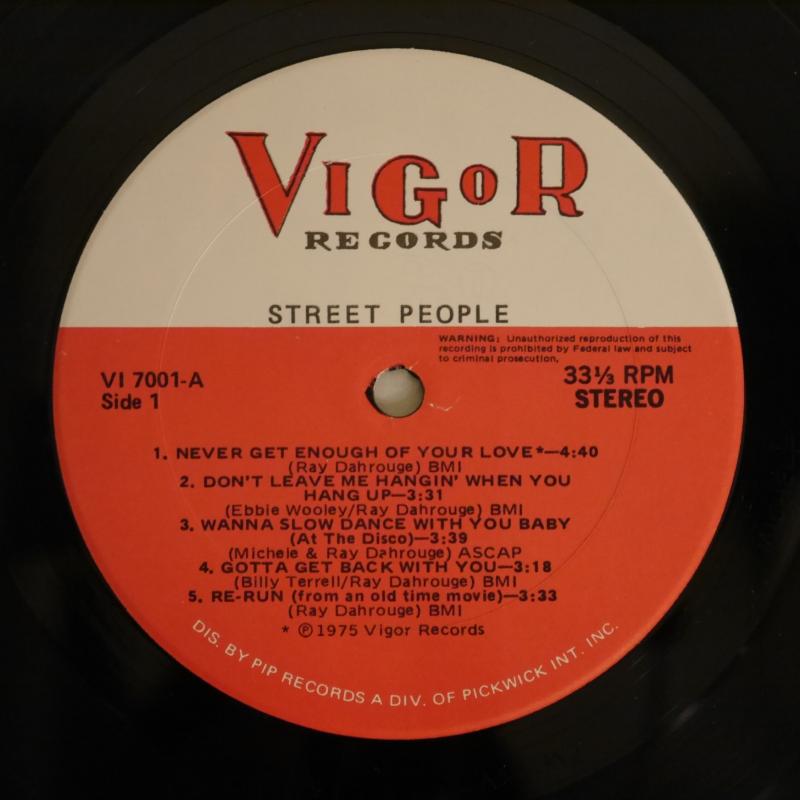 VIGOR
RECORDS
STREET PEOPLE
WARNING: Unauthorized reproduction of this
recording is prohibited by Federal law and subject
to criminal prosecution.
VI 7001-A
Side 1
33⅓ RPM
STEREO
1. NEVER GET ENOUGH OF YOUR LOVE*—4:40
(Ray Dahrouge) BMI
2. DON'T LEAVE ME HANGIN' WHEN YOU
HANG UP—3:31
(Ebbie Wooley/Ray Dahrouge) BMI
3. WANNA SLOW DANCE WITH YOU BABY
(At The Disco)—3:39
(Michele & Ray Dahrouge) ASCAP
4. GOTTA GET BACK WITH YOU—3:18
(Billy Terrell/Ray Dahrouge) BMI
5. RE-RUN (from an old time movie)—3:33
(Ray Dahrouge) BMI
* ℗1975 Vigor Records
DIS. BY PIP RECORDS A DIV. OF PICKWICK INT. INC.